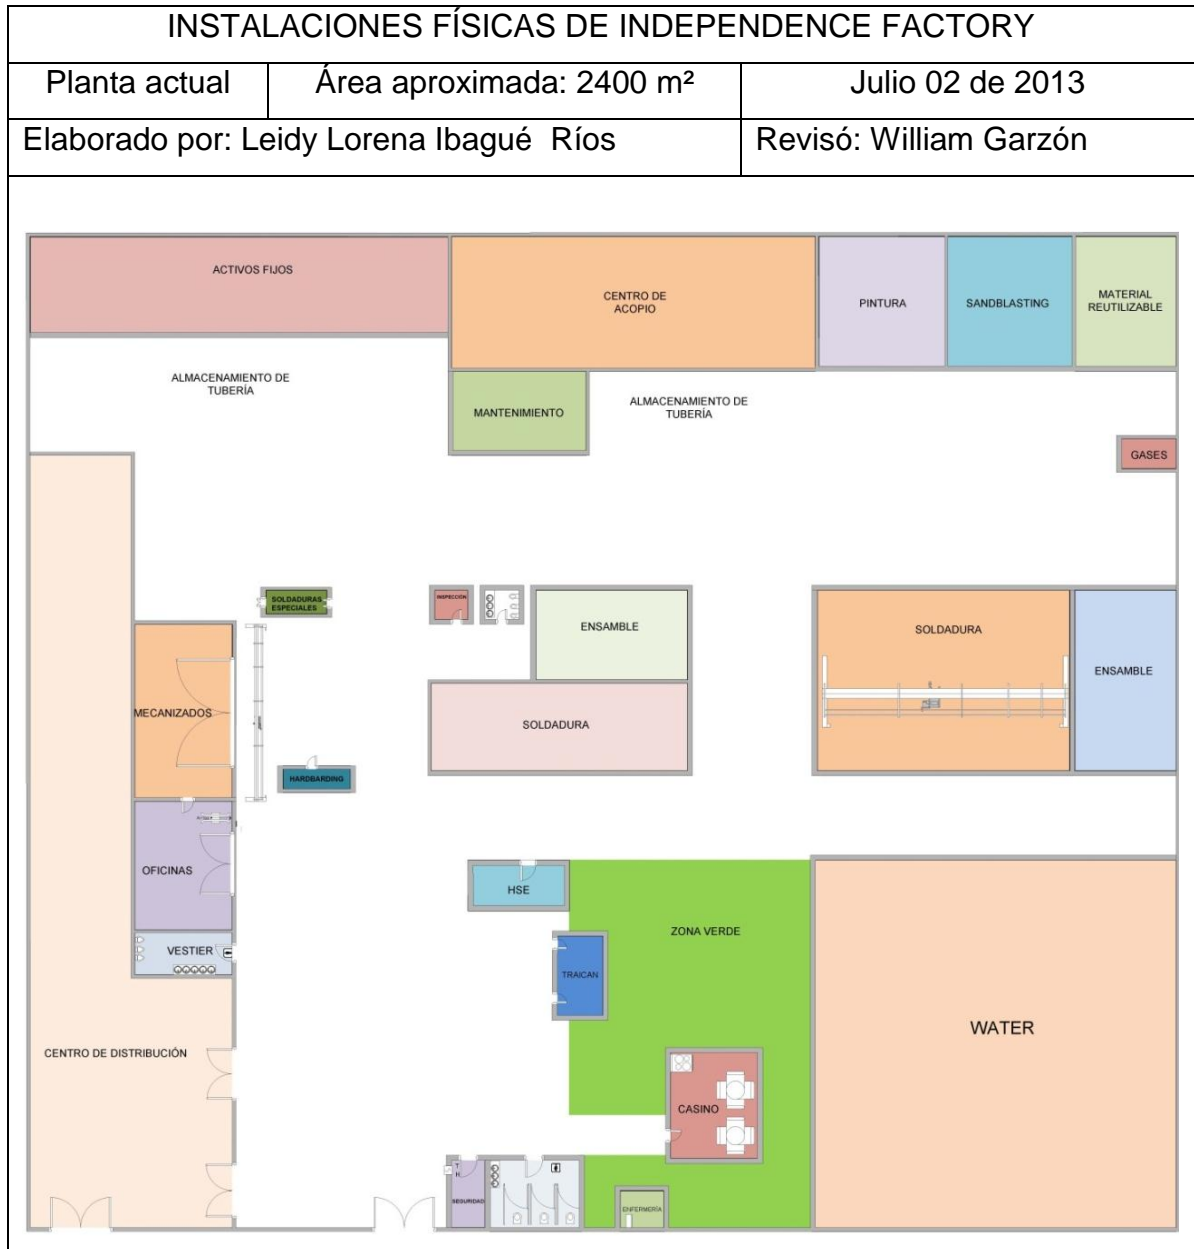 INSTALACIONES FÍSICAS DE INDEPENDENCE FACTORY
Planta actual
Área aproximada: 2400 m²
Julio 02 de 2013
Elaborado por: Leidy Lorena Ibagué Ríos
Revisó: William Garzón
ACTIVOS FIJOS
CENTRO DE
ACOPIO
PINTURA
SANDBLASTING
MATERIAL
REUTILIZABLE
ALMACENAMIENTO DE
TUBERÍA
MANTENIMIENTO
ALMACENAMIENTO DE
TUBERÍA
GASES
SOLDADURAS
ESPECIALES
INSPECCIÓN
ENSAMBLE
SOLDADURA
ENSAMBLE
MECANIZADOS
SOLDADURA
HARDBARDING
OFICINAS
HSE
ZONA VERDE
VESTIER
TRAICAN
WATER
CENTRO DE DISTRIBUCIÓN
CASINO
T
H
SEGURIDAD
ENFERMERÍA